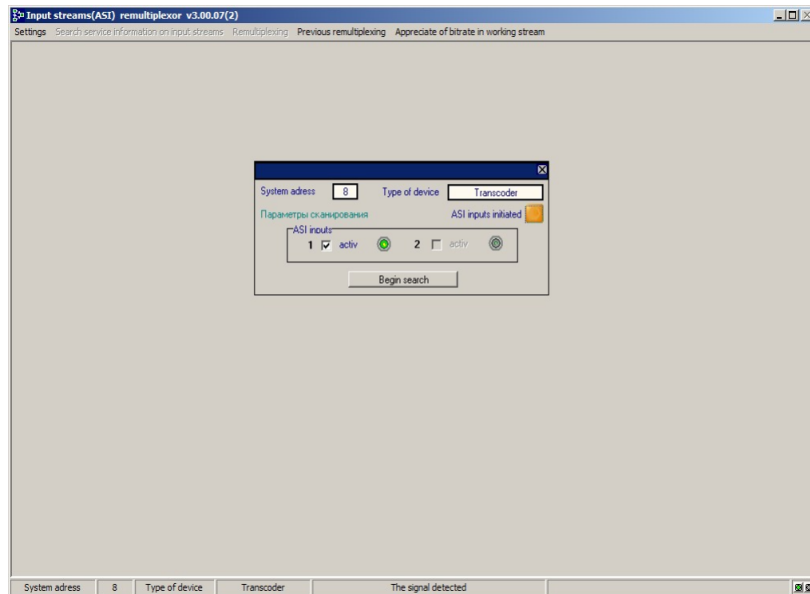 Input streams(ASI) remultiplexor v3.00.07(2)
Settings Search service information on input streams Remultiplexing Previous remultiplexing Appreciate of bitrate in working stream
System adress 8 Type of device Transcoder
Параметры сканирования ASI inputs initiated
ASI inputs
1 activ 2 activ
Begin search
System adress 8 Type of device Transcoder The signal detected